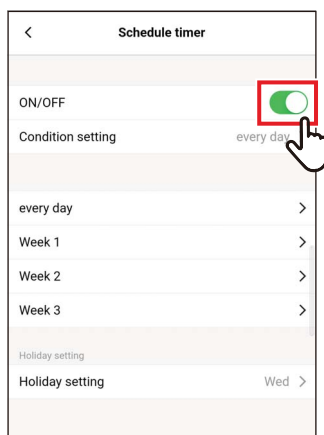 Schedule timer
ON/OFF
Condition setting every day
every day
Week 1
Week 2
Week 3
Holiday setting
Holiday setting Wed